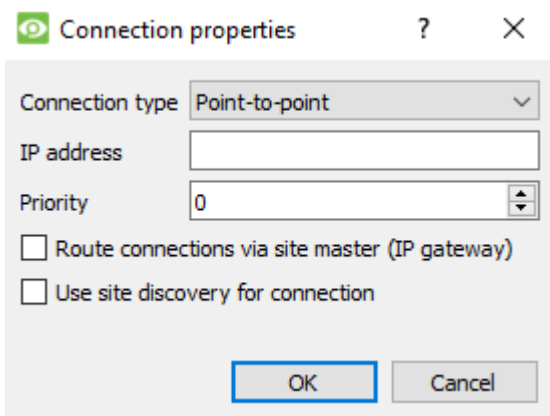 Connection properties ?
Connection type Point-to-point
IP address
Priority 0
Route connections via site master (IP gateway)
Use site discovery for connection
OK Cancel